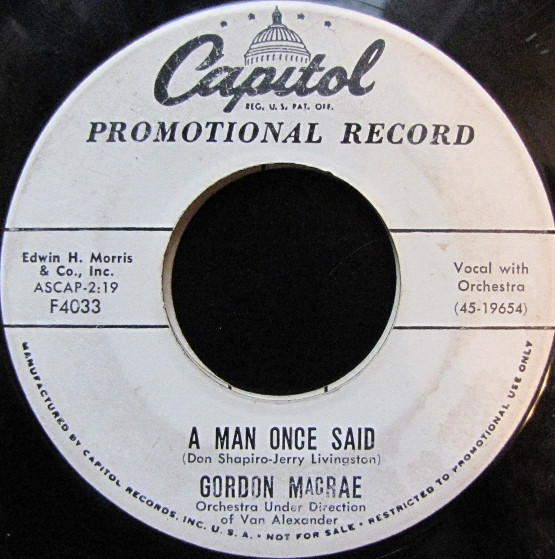 Capitol
REG. U.S. PAT. OFF.
PROMOTIONAL RECORD
Edwin H. Morris
& Co., Inc.
ASCAP-2:19
F4033
Vocal with
Orchestra
(45-19654)
A MAN ONCE SAID
(Don Shapiro-Jerry Livingston)
GORDON MACRAE
Orchestra Under Direction
of Van Alexander
MANUFACTURED BY CAPITOL RECORDS, INC. U.S.A. • NOT FOR SALE • RESTRICTED TO PROMOTIONAL USE ONLY